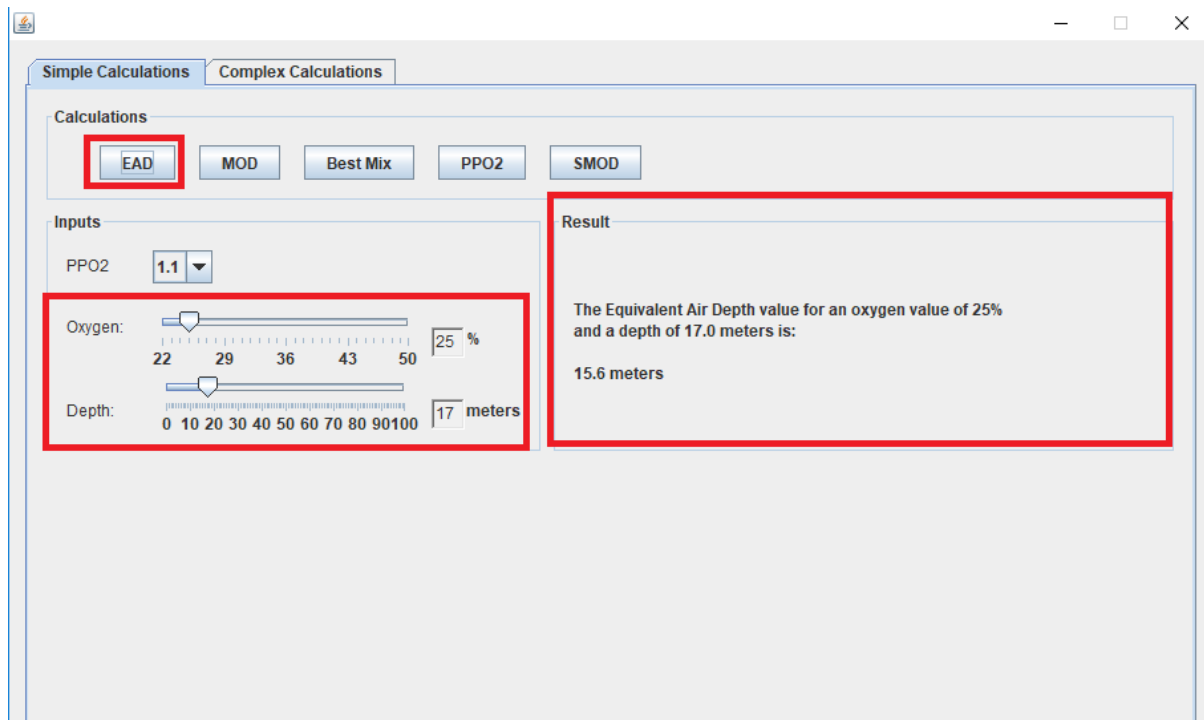 Simple Calculations Complex Calculations
Calculations
EAD MOD Best Mix PPO2 SMOD
Inputs
PPO2 1.1
Oxygen: 25 %
22 29 36 43 50
Depth: 17 meters
0 10 20 30 40 50 60 70 80 90100
Result
The Equivalent Air Depth value for an oxygen value of 25%
and a depth of 17.0 meters is:
15.6 meters